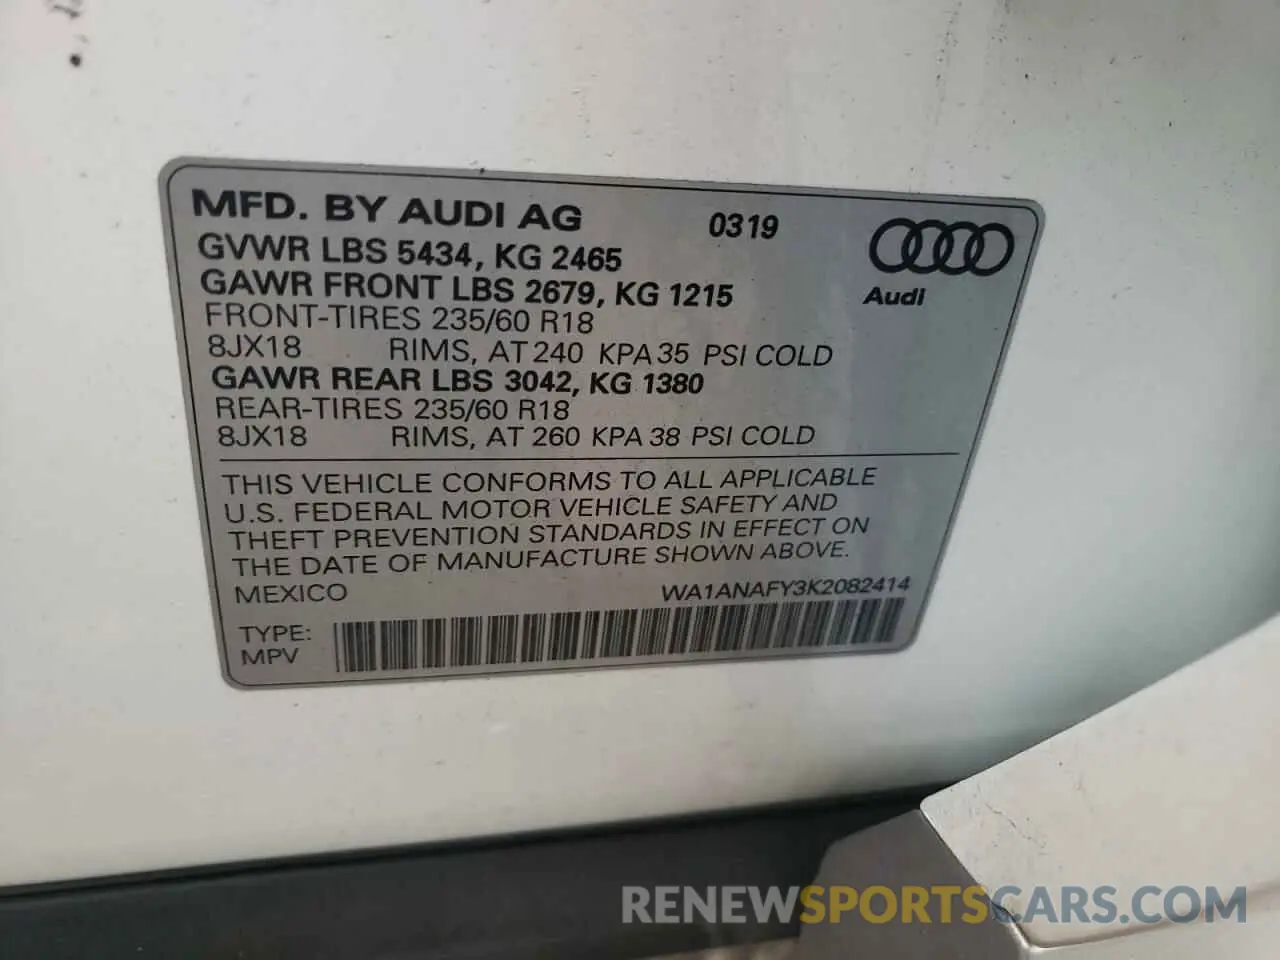 MFD. BY AUDI AG 0319
GVWR LBS 5434, KG 2465
GAWR FRONT LBS 2679, KG 1215
Audi
FRONT-TIRES 235/60 R18
8JX18 RIMS, AT 240 KPA 35 PSI COLD
GAWR REAR LBS 3042, KG 1380
REAR-TIRES 235/60 R18
8JX18 RIMS, AT 260 KPA 38 PSI COLD
THIS VEHICLE CONFORMS TO ALL APPLICABLE
U.S. FEDERAL MOTOR VEHICLE SAFETY AND
THEFT PREVENTION STANDARDS IN EFFECT ON
THE DATE OF MANUFACTURE SHOWN ABOVE.
MEXICO WA1ANAFY3K2082414
TYPE:
MPV
RENEWSPORTSCARS.COM